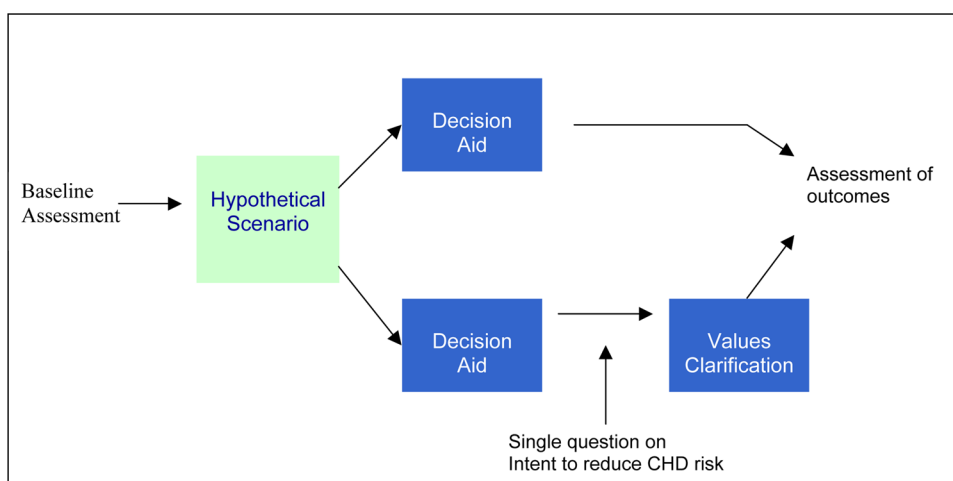 Baseline
Assessment
Hypothetical
Scenario
Decision
Aid
Decision
Aid
Single question on
Intent to reduce CHD risk
Values
Clarification
Assessment of
outcomes